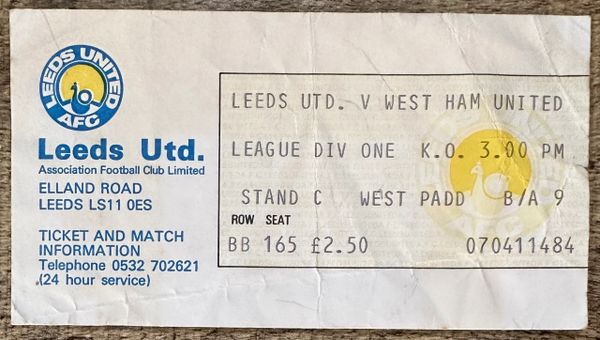 LEEDS UNITED
AFC
Leeds Utd.
Association Football Club Limited
ELLAND ROAD
LEEDS LS11 0ES
TICKET AND MATCH
INFORMATION
Telephone 0532 702621
(24 hour service)
LEEDS UTD. V WEST HAM UNITED
LEAGUE DIV ONE K.O. 3.00 PM
STAND C WEST PADD B/A 9
ROW SEAT
BB 165 £2.50 070411484